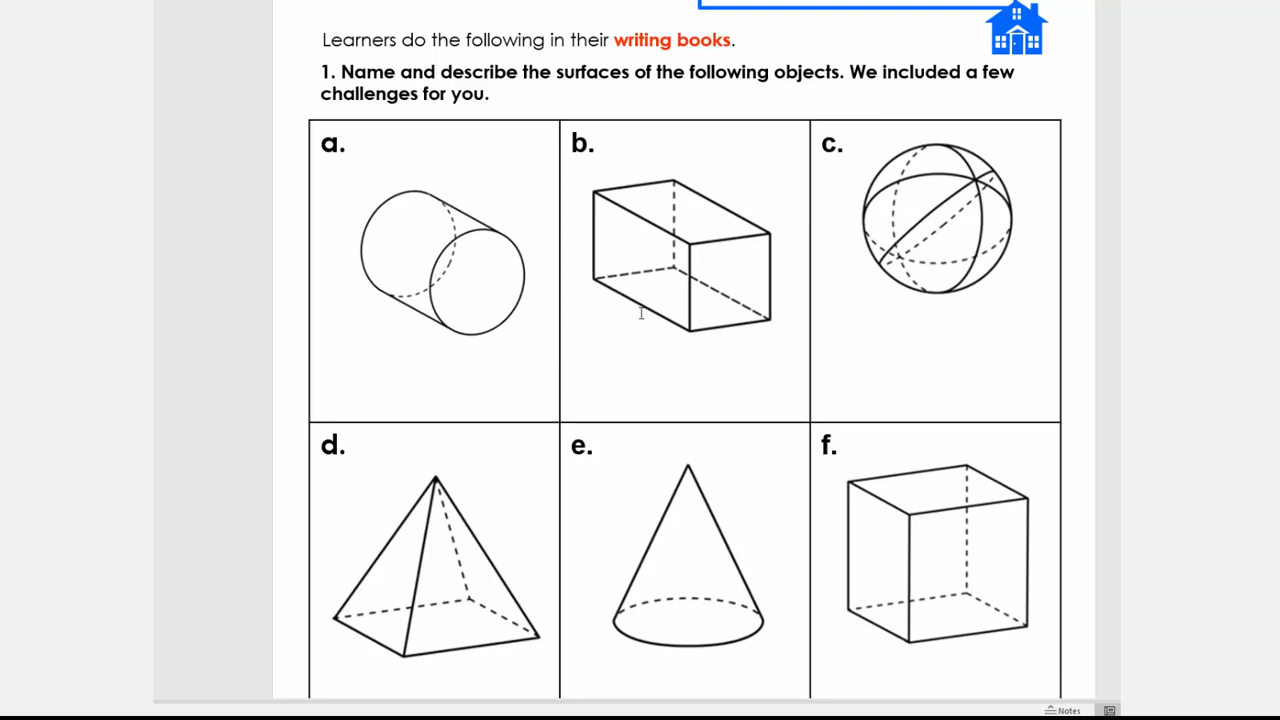 Learners do the following in their writing books.
1. Name and describe the surfaces of the following objects. We included a few
challenges for you.
a.
b.
c.
d.
e.
f.
Notes